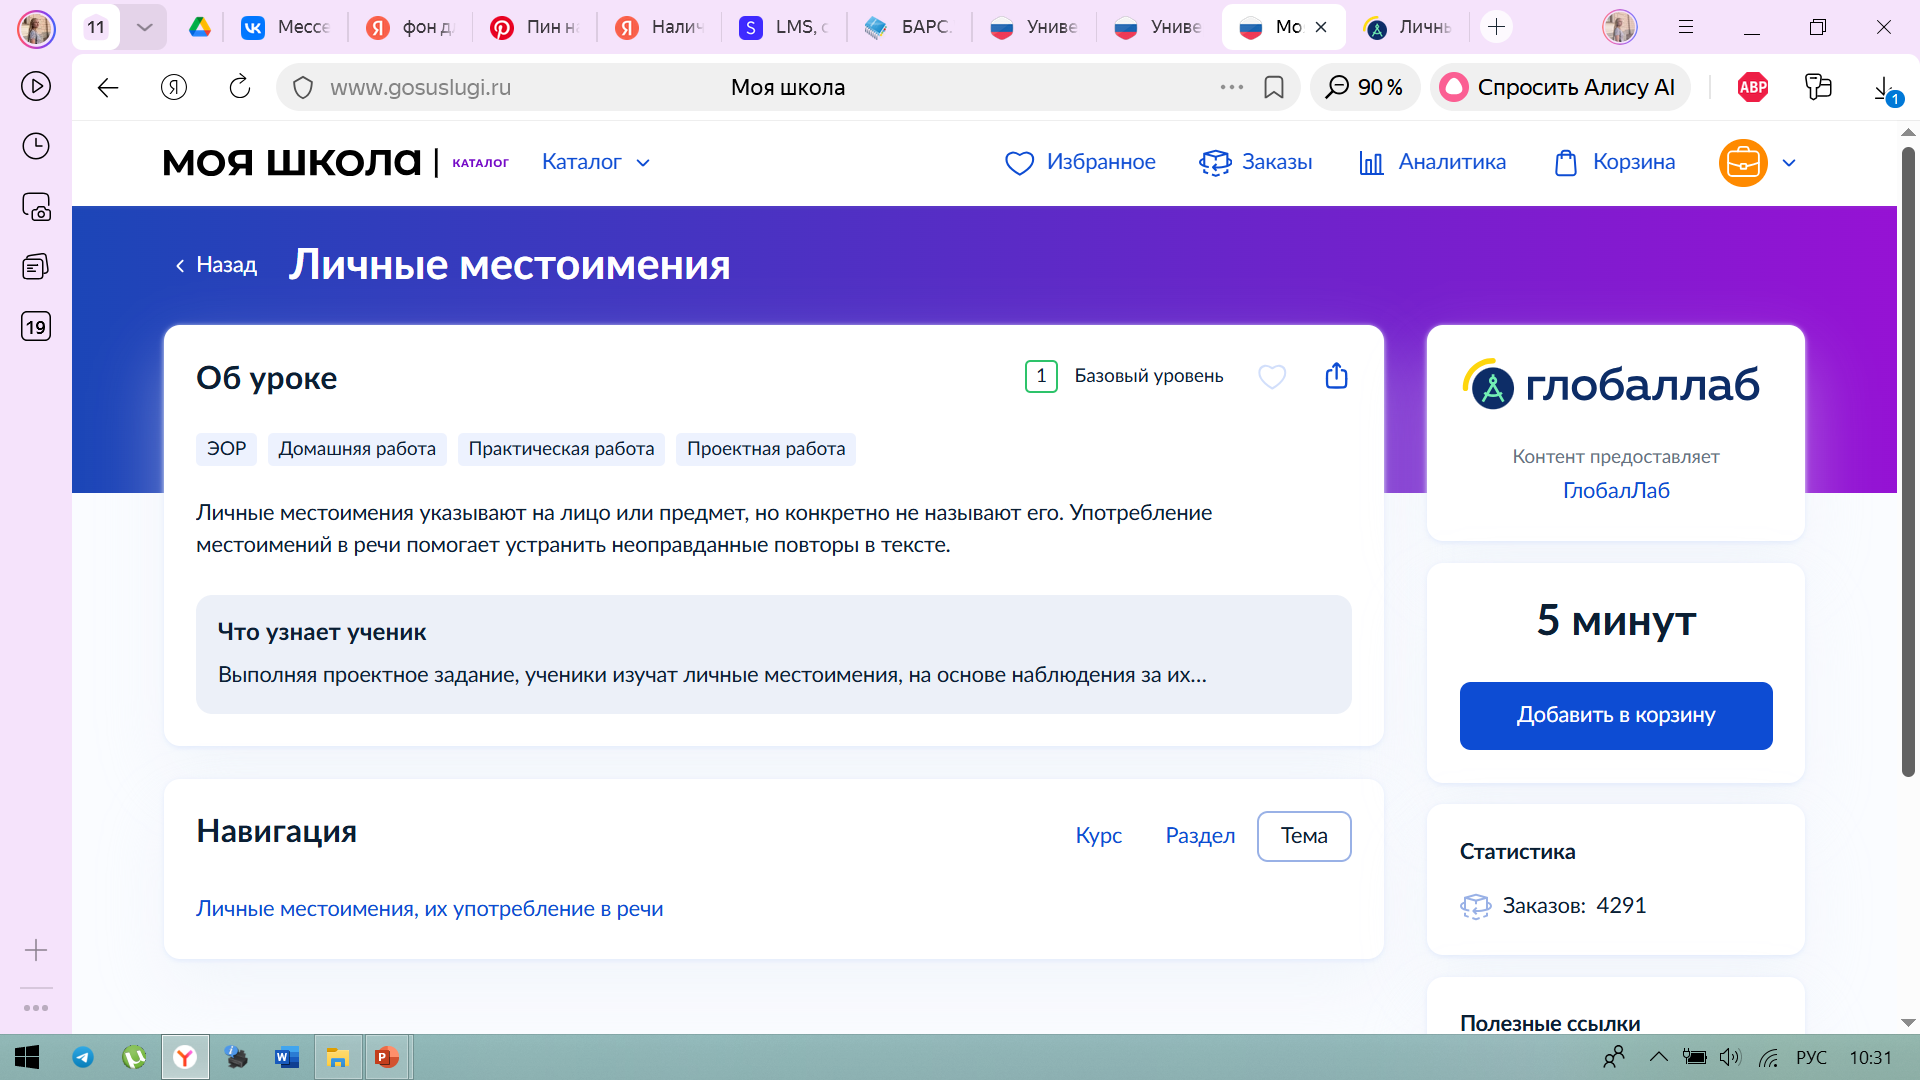 11
Мессе
фон д
Пин на
Налич
LMS, с
БАРС.
Униве
Униве
Мо
Личнь
www.gosuslugi.ru
Моя школа
90 %
Спросить Алису AI
ABP
1
19
МОЯ ШКОЛА | КАТАЛОГ
Каталог
Избранное
Заказы
Аналитика
Корзина
Назад
Личные местоимения
Об уроке
1 Базовый уровень
ЭОР
Домашняя работа
Практическая работа
Проектная работа
Личные местоимения указывают на лицо или предмет, но конкретно не называют его. Употребление
местоимений в речи помогает устранить неоправданные повторы в тексте.
Что узнает ученик
Выполняя проектное задание, ученики изучат личные местоимения, на основе наблюдения за их...
Навигация
Курс
Раздел
Тема
Личные местоимения, их употребление в речи
глобаллаб
Контент предоставляет
ГлобалЛаб
5 минут
Добавить в корзину
Статистика
Заказов: 4291
Полезные ссылки
РУС
10:31